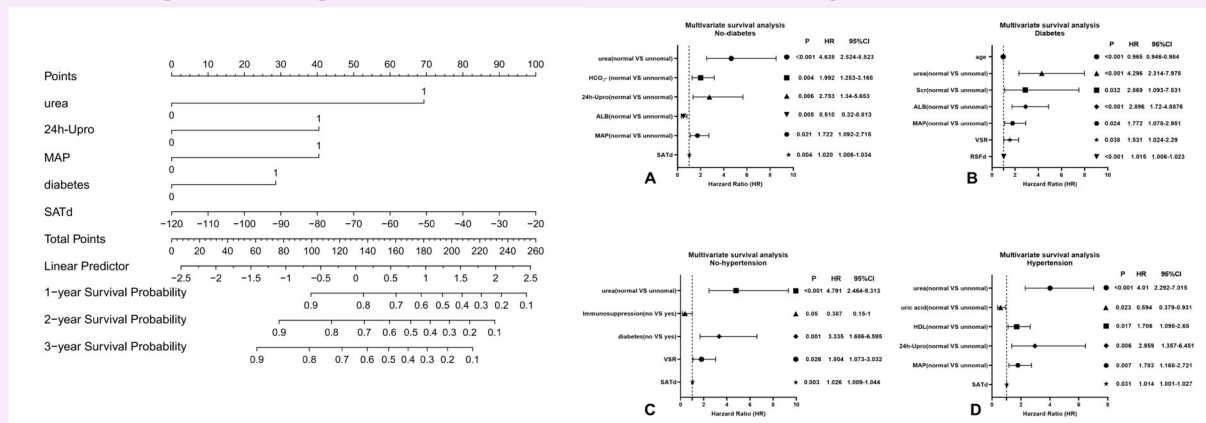 Points
0 10 20 30 40 50 60 70 80 90 100
urea
0 1
24h-Upro
0 1
MAP
0 1
diabetes
0 1
SATd
−120 −110 −100 −90 −80 −70 −60 −50 −40 −30 −20
Total Points
0 20 40 60 80 100 120 140 160 180 200 220 240 260
Linear Predictor
−2.5 −2 −1.5 −1 −0.5 0 0.5 1 1.5 2 2.5
1-year Survival Probability
0.9 0.8 0.7 0.6 0.5 0.4 0.3 0.2 0.1
2-year Survival Probability
0.9 0.8 0.7 0.6 0.5 0.4 0.3 0.2 0.1
3-year Survival Probability
0.9 0.8 0.7 0.6 0.5 0.4 0.3 0.2 0.1
Multivariate survival analysis
No-diabetes
P HR 95%CI
urea(normal VS unnomal) <0.001 4.638 2.524-8.523
HCO₃⁻ (normal VS unnormal) 0.004 1.992 1.253-3.168
24h-Upro(normal VS unnormal) 0.006 2.753 1.34-5.653
ALB(normal VS unnormal) 0.005 0.510 0.32-0.813
MAP(normal VS unnormal) 0.021 1.722 1.092-2.715
SATd 0.004 1.020 1.006-1.034
0 2 4 6 8 10
A Harzard Ratio (HR)
Multivariate survival analysis
Diabetes
P HR 95%CI
age <0.001 0.965 0.946-0.984
urea(normal VS unnomal) <0.001 4.296 2.314-7.975
Scr(normal VS unnomal) 0.032 2.869 1.093-7.531
ALB(normal VS unnomal) <0.001 2.896 1.72-4.8876
MAP(normal VS unnomal) 0.024 1.772 1.078-2.951
VSR 0.038 1.531 1.024-2.29
RSFd <0.001 1.015 1.006-1.023
0 2 4 6 8 10
B Harzard Ratio (HR)
Multivariate survival analysis
No-hypertension
P HR 95%CI
urea(normal VS unnomal) <0.001 4.791 2.464-9.313
Immunosuppression(no VS yes) 0.05 0.387 0.15-1
diabetes(no VS yes) 0.001 3.335 1.686-6.595
VSR 0.026 1.804 1.073-3.032
SATd 0.003 1.026 1.009-1.044
0 2 4 6 8 10
C Harzard Ratio (HR)
Multivariate survival analysis
Hypertension
P HR 95%CI
urea(normal VS unnomal) <0.001 4.01 2.292-7.015
uric acid(normal VS unnomal) 0.023 0.594 0.379-0.931
HDL(normal VS unnomal) 0.017 1.706 1.098-2.65
24h-Upro(normal VS unnomal) 0.006 2.959 1.357-6.451
MAP(normal VS unnomal) 0.007 1.783 1.168-2.721
SATd 0.031 1.014 1.001-1.027
0 2 4 6 8
D Harzard Ratio (HR)